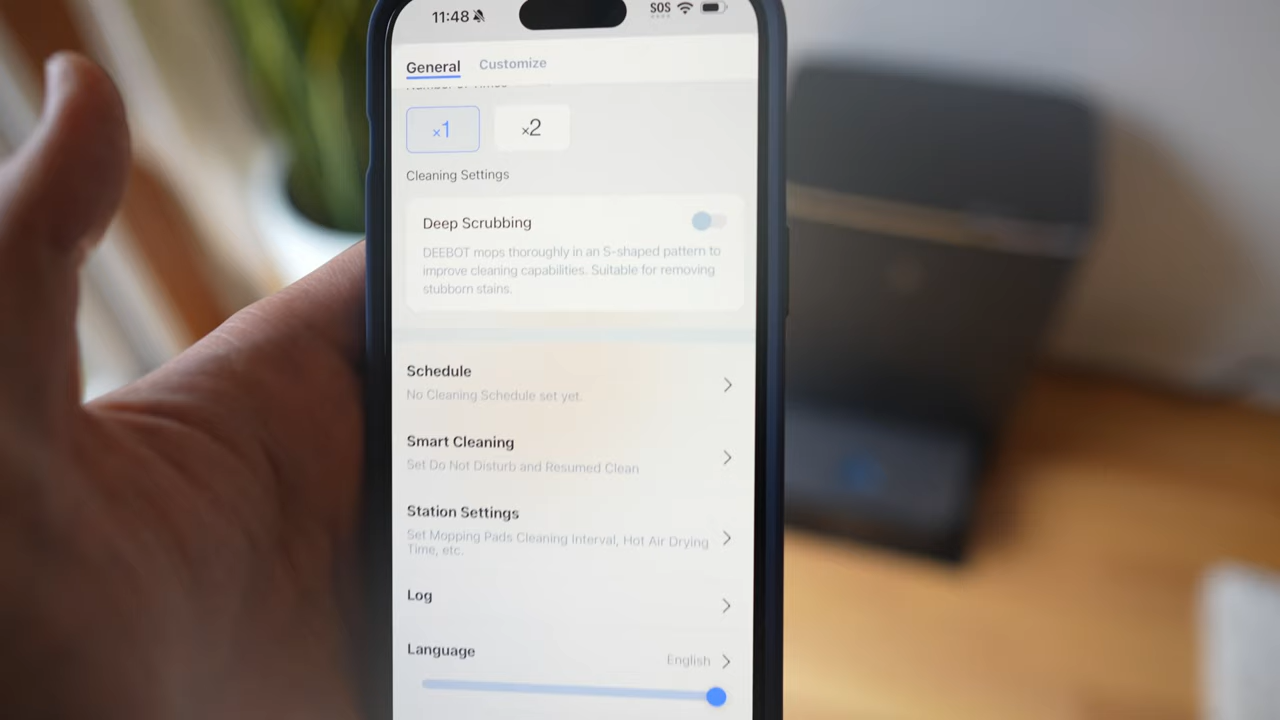 11:48
SOS
General
Customize
×1
×2
Cleaning Settings
Deep Scrubbing
DEEBOT mops thoroughly in an S-shaped pattern to
improve cleaning capabilities. Suitable for removing
stubborn stains.
Schedule
No Cleaning Schedule set yet.
Smart Cleaning
Set Do Not Disturb and Resumed Clean
Station Settings
Set Mopping Pads Cleaning Interval, Hot Air Drying
Time, etc.
Log
Language
English